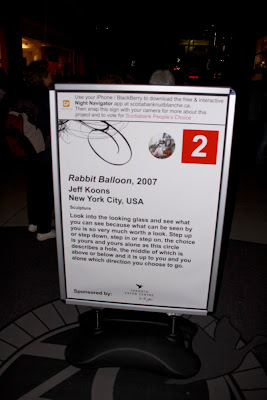 Use your iPhone / BlackBerry to download the free & interactive
Night Navigator app at scotiabanknuitblanche.ca.
Then snap this sign with your camera for more about this
project and to vote for Scotiabank People's Choice
2
Rabbit Balloon, 2007
Jeff Koons
New York City, USA
Sculpture
Look into the looking glass and see what
you can see because what can be seen by
you is so very much worth a look. Step up
or step down, step in or step on, the choice
is yours and yours alone as this circle
describes a hole, the middle of which is
above or below and it is up to you and you
alone which direction you choose to go.
Sponsored by:
TORONTO
EATON CENTRE